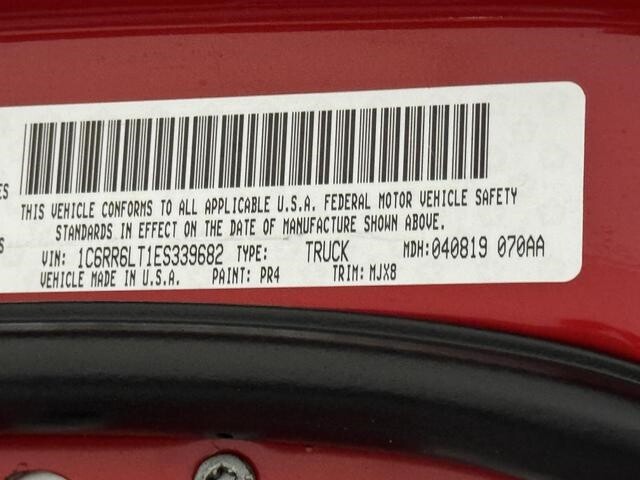 ES
THIS VEHICLE CONFORMS TO ALL APPLICABLE U.S.A. FEDERAL MOTOR VEHICLE SAFETY
STANDARDS IN EFFECT ON THE DATE OF MANUFACTURE SHOWN ABOVE.
S
VIN: 1C6RR6LT1ES339682 TYPE: TRUCK MDH:040819 070AA
VEHICLE MADE IN U.S.A. PAINT: PR4 TRIM: MJX8